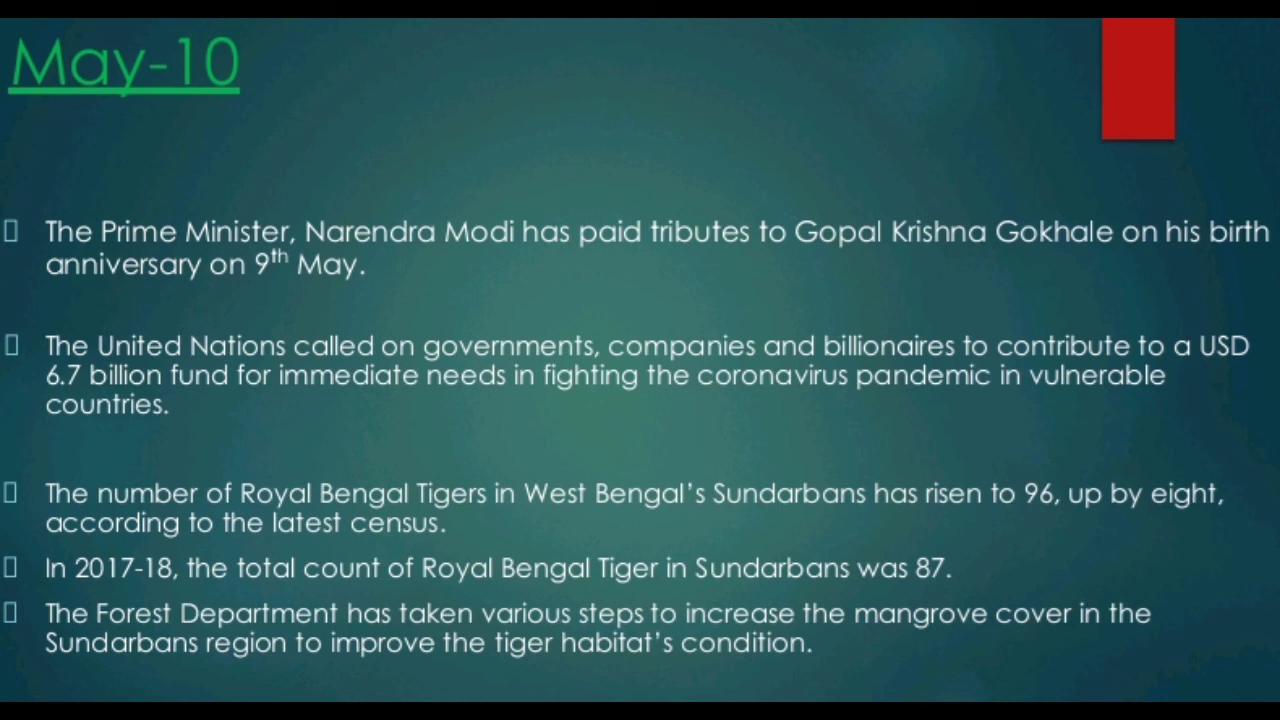 May-10
The Prime Minister, Narendra Modi has paid tributes to Gopal Krishna Gokhale on his birth
anniversary on 9th May.
The United Nations called on governments, companies and billionaires to contribute to a USD
6.7 billion fund for immediate needs in fighting the coronavirus pandemic in vulnerable
countries.
The number of Royal Bengal Tigers in West Bengal’s Sundarbans has risen to 96, up by eight,
according to the latest census.
In 2017-18, the total count of Royal Bengal Tiger in Sundarbans was 87.
The Forest Department has taken various steps to increase the mangrove cover in the
Sundarbans region to improve the tiger habitat’s condition.